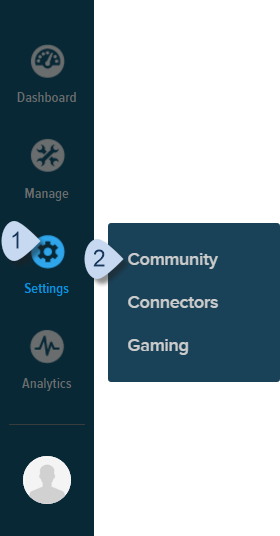 Dashboard
Manage
1
Settings
2
Community
Connectors
Gaming
Analytics